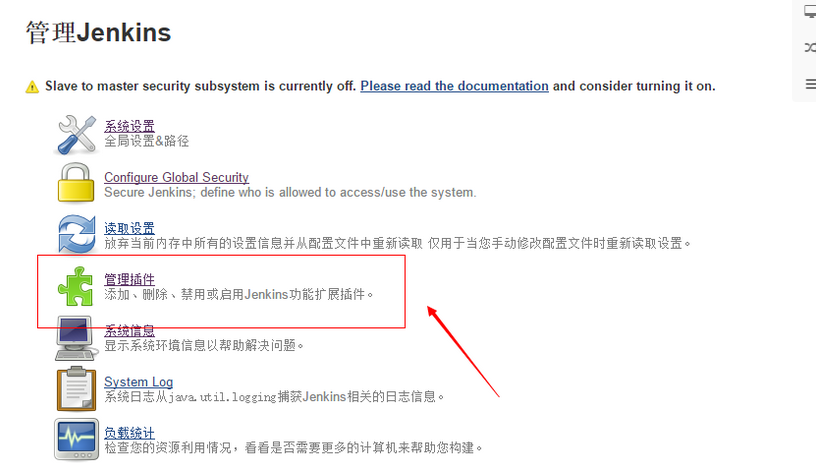 管理Jenkins
Slave to master security subsystem is currently off. Please read the documentation and consider turning it on.
系统设置
全局设置&路径
Configure Global Security
Secure Jenkins; define who is allowed to access/use the system.
读取设置
放弃当前内存中所有的设置信息并从配置文件中重新读取 仅用于当您手动修改配置文件时重新读取设置。
管理插件
添加、删除、禁用或启用Jenkins功能扩展插件。
系统信息
显示系统环境信息以帮助解决问题。
System Log
系统日志从java.util.logging捕获Jenkins相关的日志信息。
负载统计
检查您的资源利用情况，看看是否需要更多的计算机来帮助您构建。